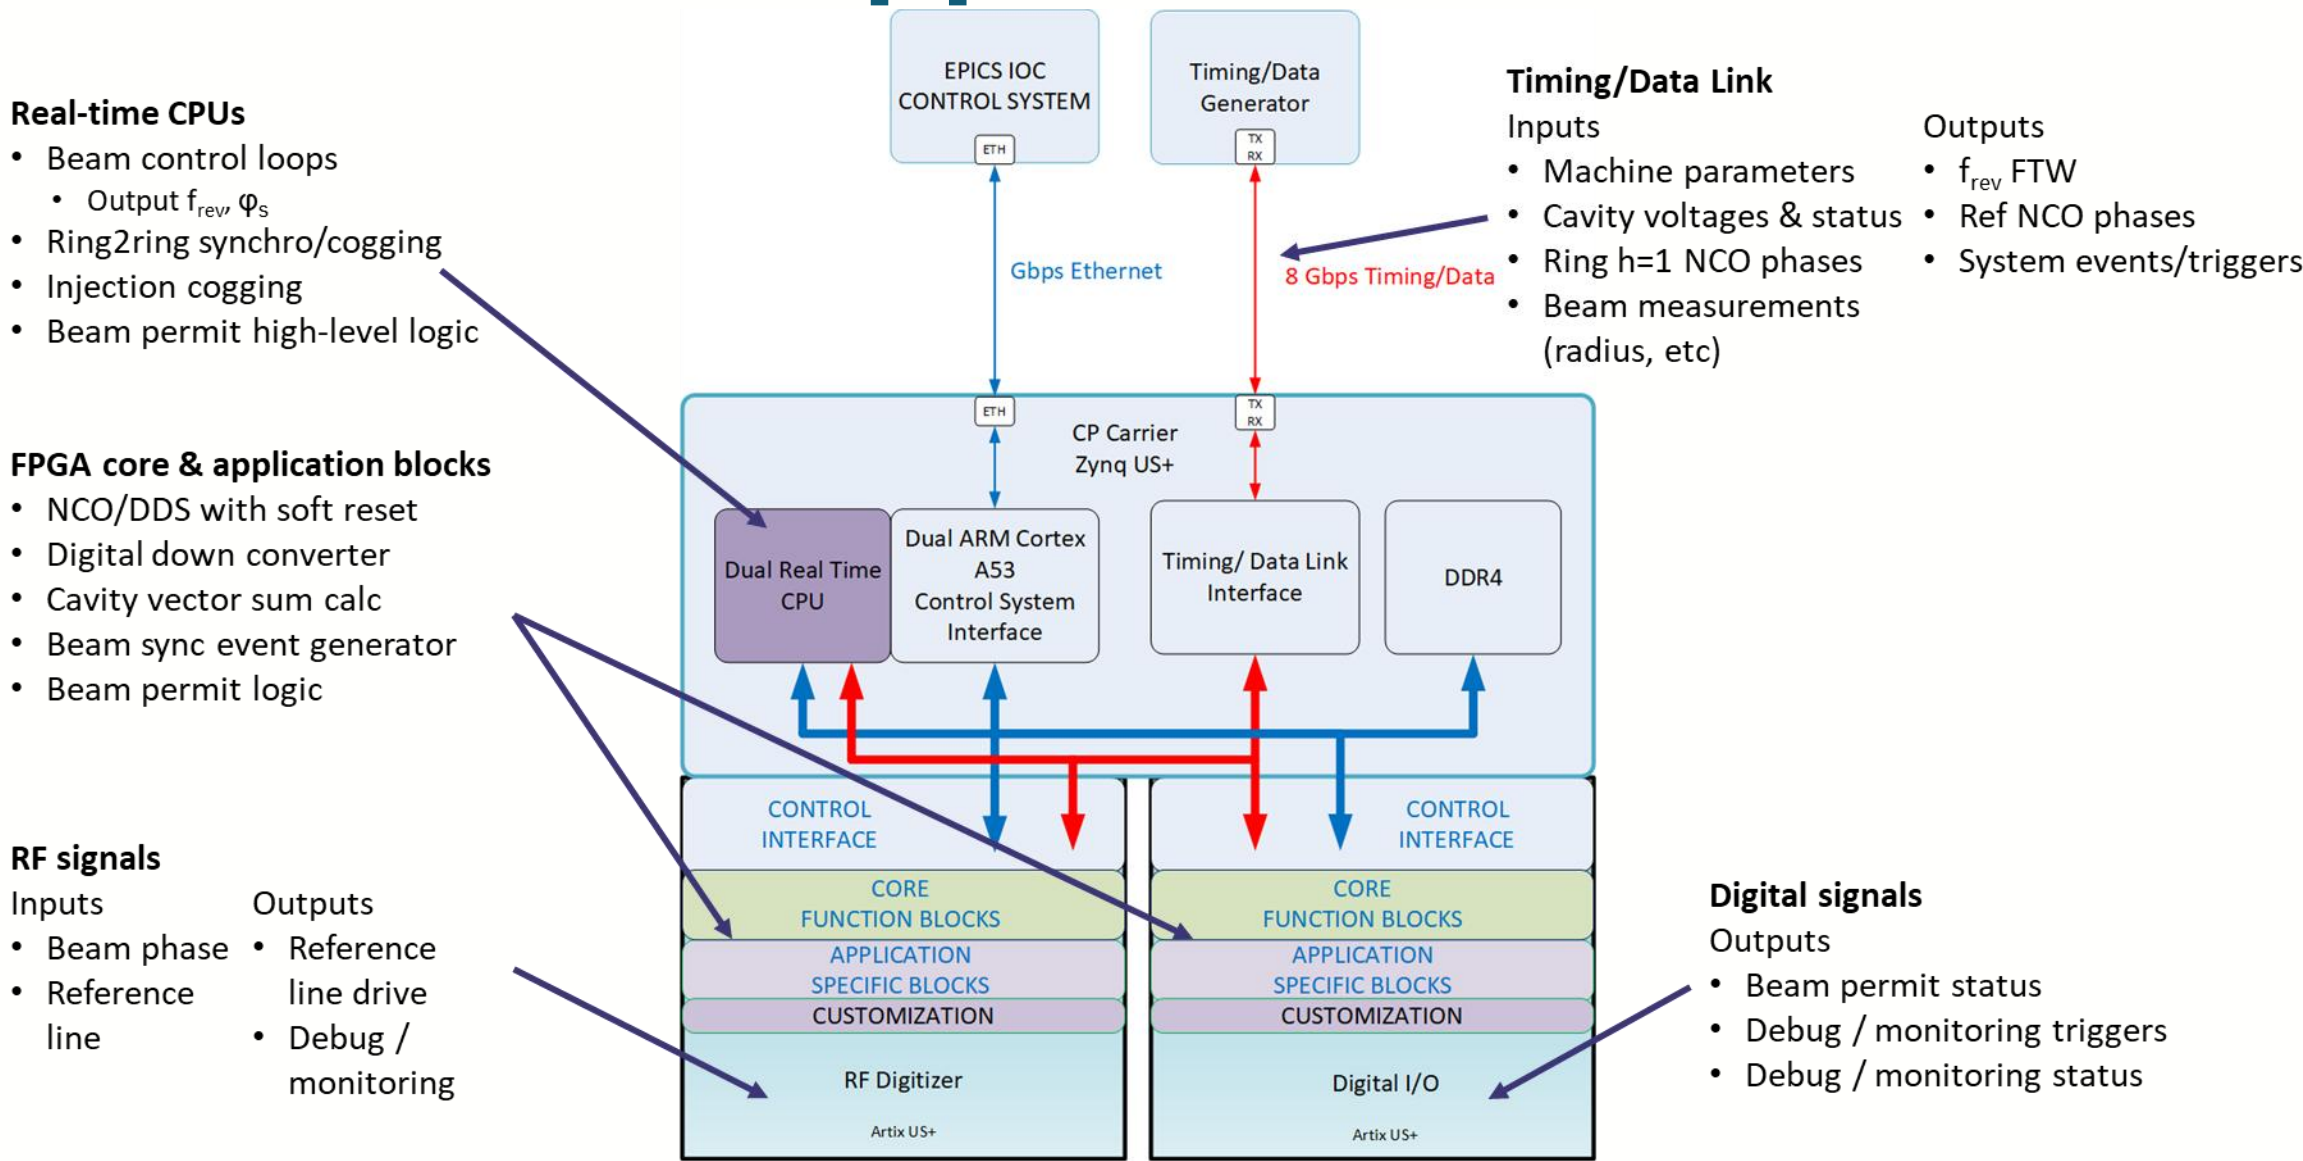 EPICS IOC
CONTROL SYSTEM
ETH
Timing/Data
Generator
TX
RX
Real-time CPUs
• Beam control loops
• Output frev, φs
• Ring2ring synchro/cogging
• Injection cogging
• Beam permit high-level logic
Timing/Data Link
Inputs
• Machine parameters
• Cavity voltages & status
• Ring h=1 NCO phases
• Beam measurements
(radius, etc)
Outputs
• frev FTW
• Ref NCO phases
• System events/triggers
Gbps Ethernet
8 Gbps Timing/Data
ETH
TX
RX
CP Carrier
Zynq US+
FPGA core & application blocks
• NCO/DDS with soft reset
• Digital down converter
• Cavity vector sum calc
• Beam sync event generator
• Beam permit logic
Dual Real Time
CPU
Dual ARM Cortex
A53
Control System
Interface
Timing/ Data Link
Interface
DDR4
CONTROL
INTERFACE
CORE
FUNCTION BLOCKS
APPLICATION
SPECIFIC BLOCKS
CUSTOMIZATION
RF Digitizer
Artix US+
CONTROL
INTERFACE
CORE
FUNCTION BLOCKS
APPLICATION
SPECIFIC BLOCKS
CUSTOMIZATION
Digital I/O
Artix US+
RF signals
Inputs
• Beam phase
• Reference
line
Outputs
• Reference
line drive
• Debug /
monitoring
Digital signals
Outputs
• Beam permit status
• Debug / monitoring triggers
• Debug / monitoring status